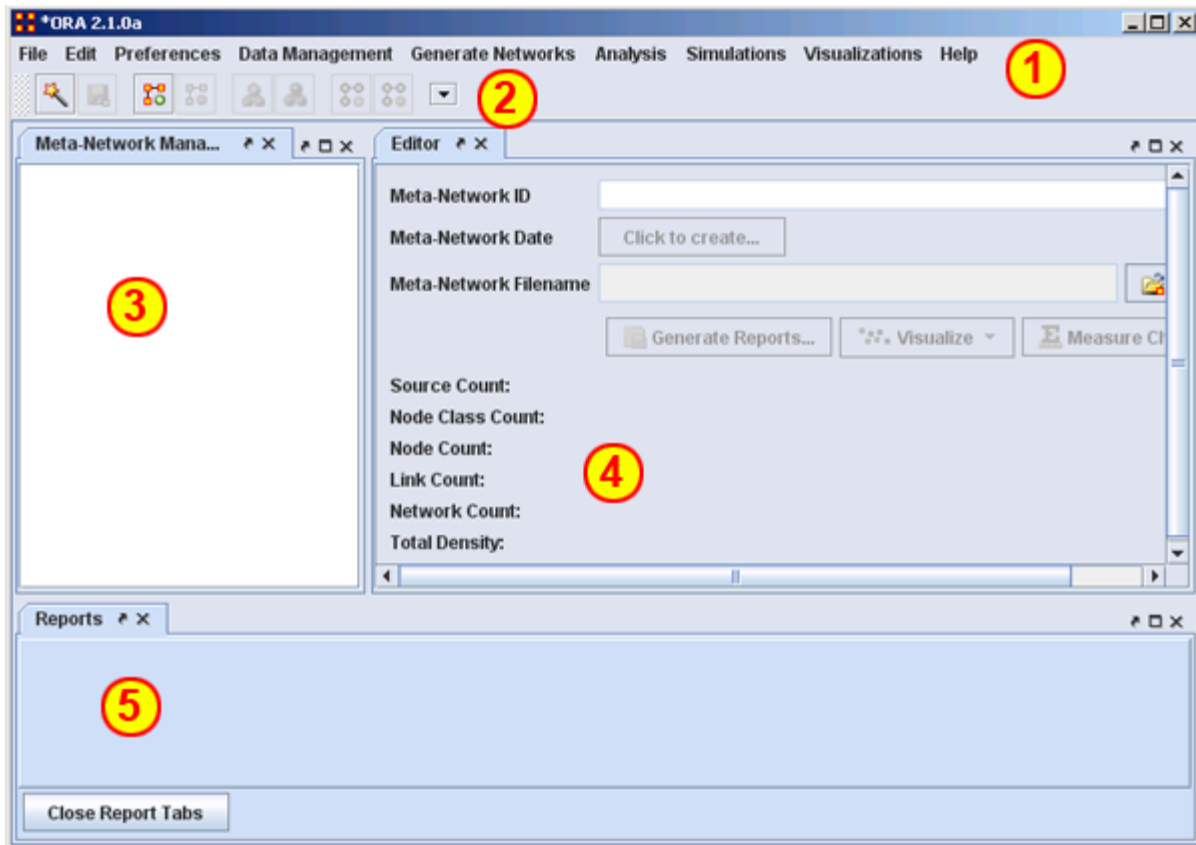 *ORA 2.1.0a
File Edit Preferences Data Management Generate Networks Analysis Simulations Visualizations Help
1
2
Meta-Network Mana...
Editor
Meta-Network ID
Meta-Network Date Click to create...
Meta-Network Filename
Generate Reports... Visualize Σ Measure Ch
3
Source Count:
Node Class Count:
Node Count:
4
Link Count:
Network Count:
Total Density:
Reports
5
Close Report Tabs